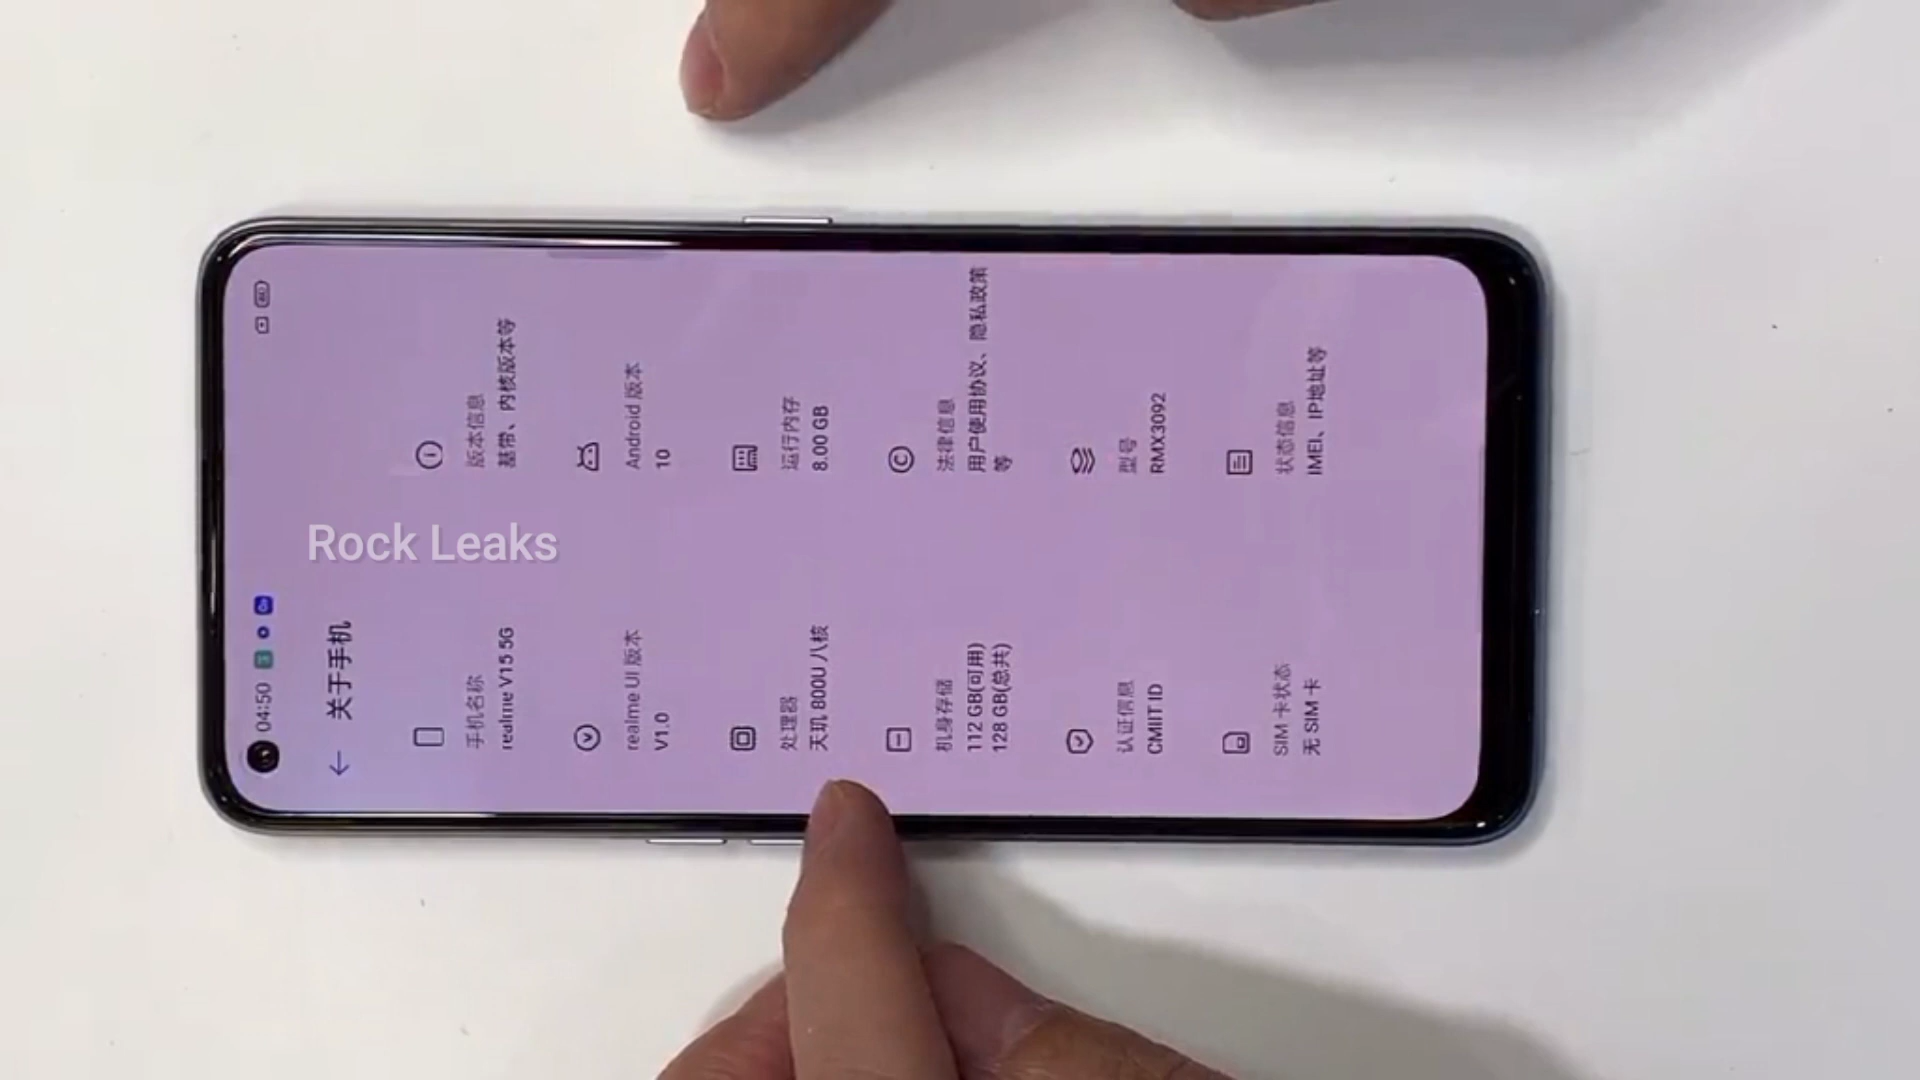 04:50
关于手机
手机名称
realme V15 5G
版本信息
基带、内核版本等
realme UI 版本
V1.0
Android 版本
10
处理器
天玑 800U 八核
运行内存
8.00 GB
机身存储
112 GB(可用)
128 GB(总共)
法律信息
用户使用协议、隐私政策
等
认证信息
CMIIT ID
型号
RMX3092
SIM 卡状态
无 SIM 卡
状态信息
IMEI、IP地址等
Rock Leaks